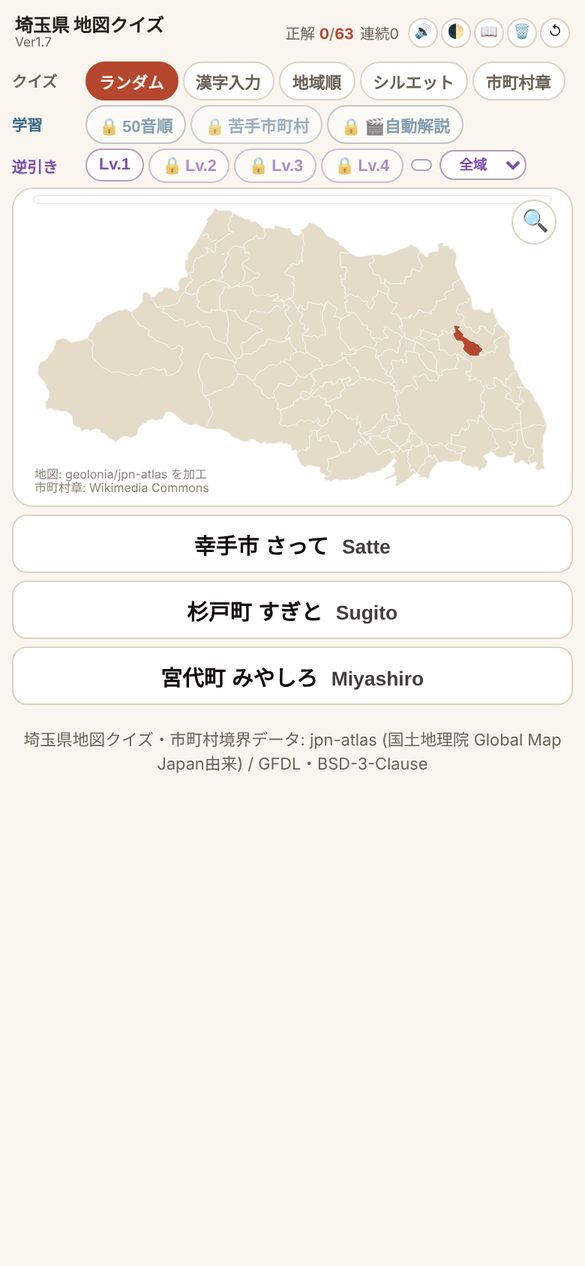 埼玉県 地図クイズ
Ver1.7
正解 0/63 連続0
クイズ ランダム 漢字入力 地域順 シルエット 市町村章
学習 50音順 苦手市町村 自動解説
逆引き Lv.1 Lv.2 Lv.3 Lv.4 全域
地図: geolonia/jpn-atlas を加工
市町村章: Wikimedia Commons
幸手市 さって Satte
杉戸町 すぎと Sugito
宮代町 みやしろ Miyashiro
埼玉県地図クイズ・市町村境界データ: jpn-atlas (国土地理院 Global Map
Japan由来) / GFDL・BSD-3-Clause